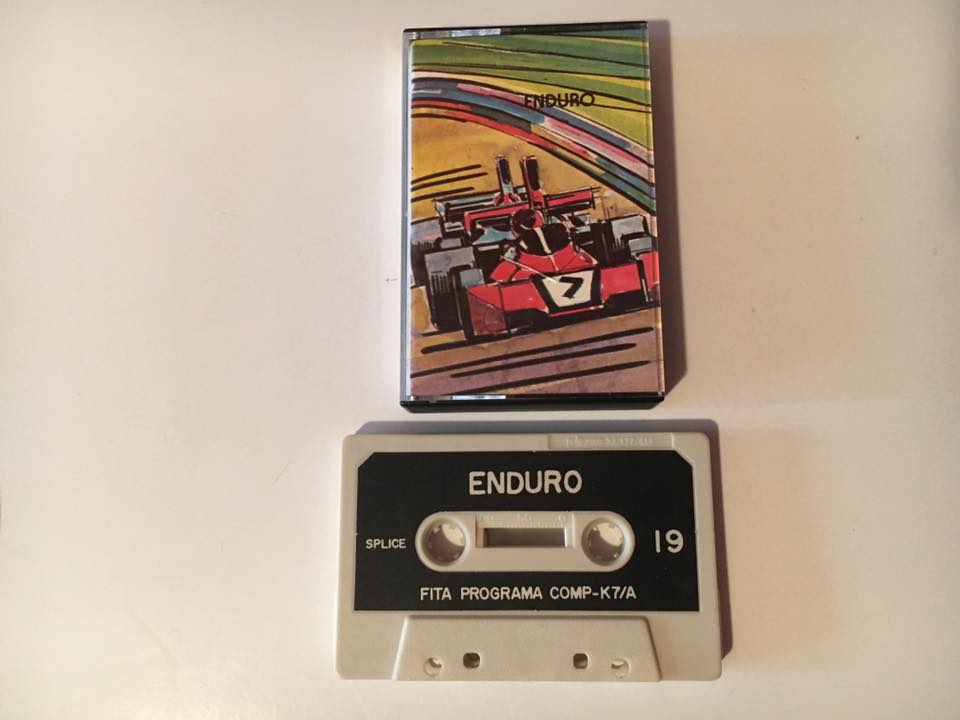 ENDURO
7
ENDURO
SPLICE
19
FITA PROGRAMA COMP-K7/A